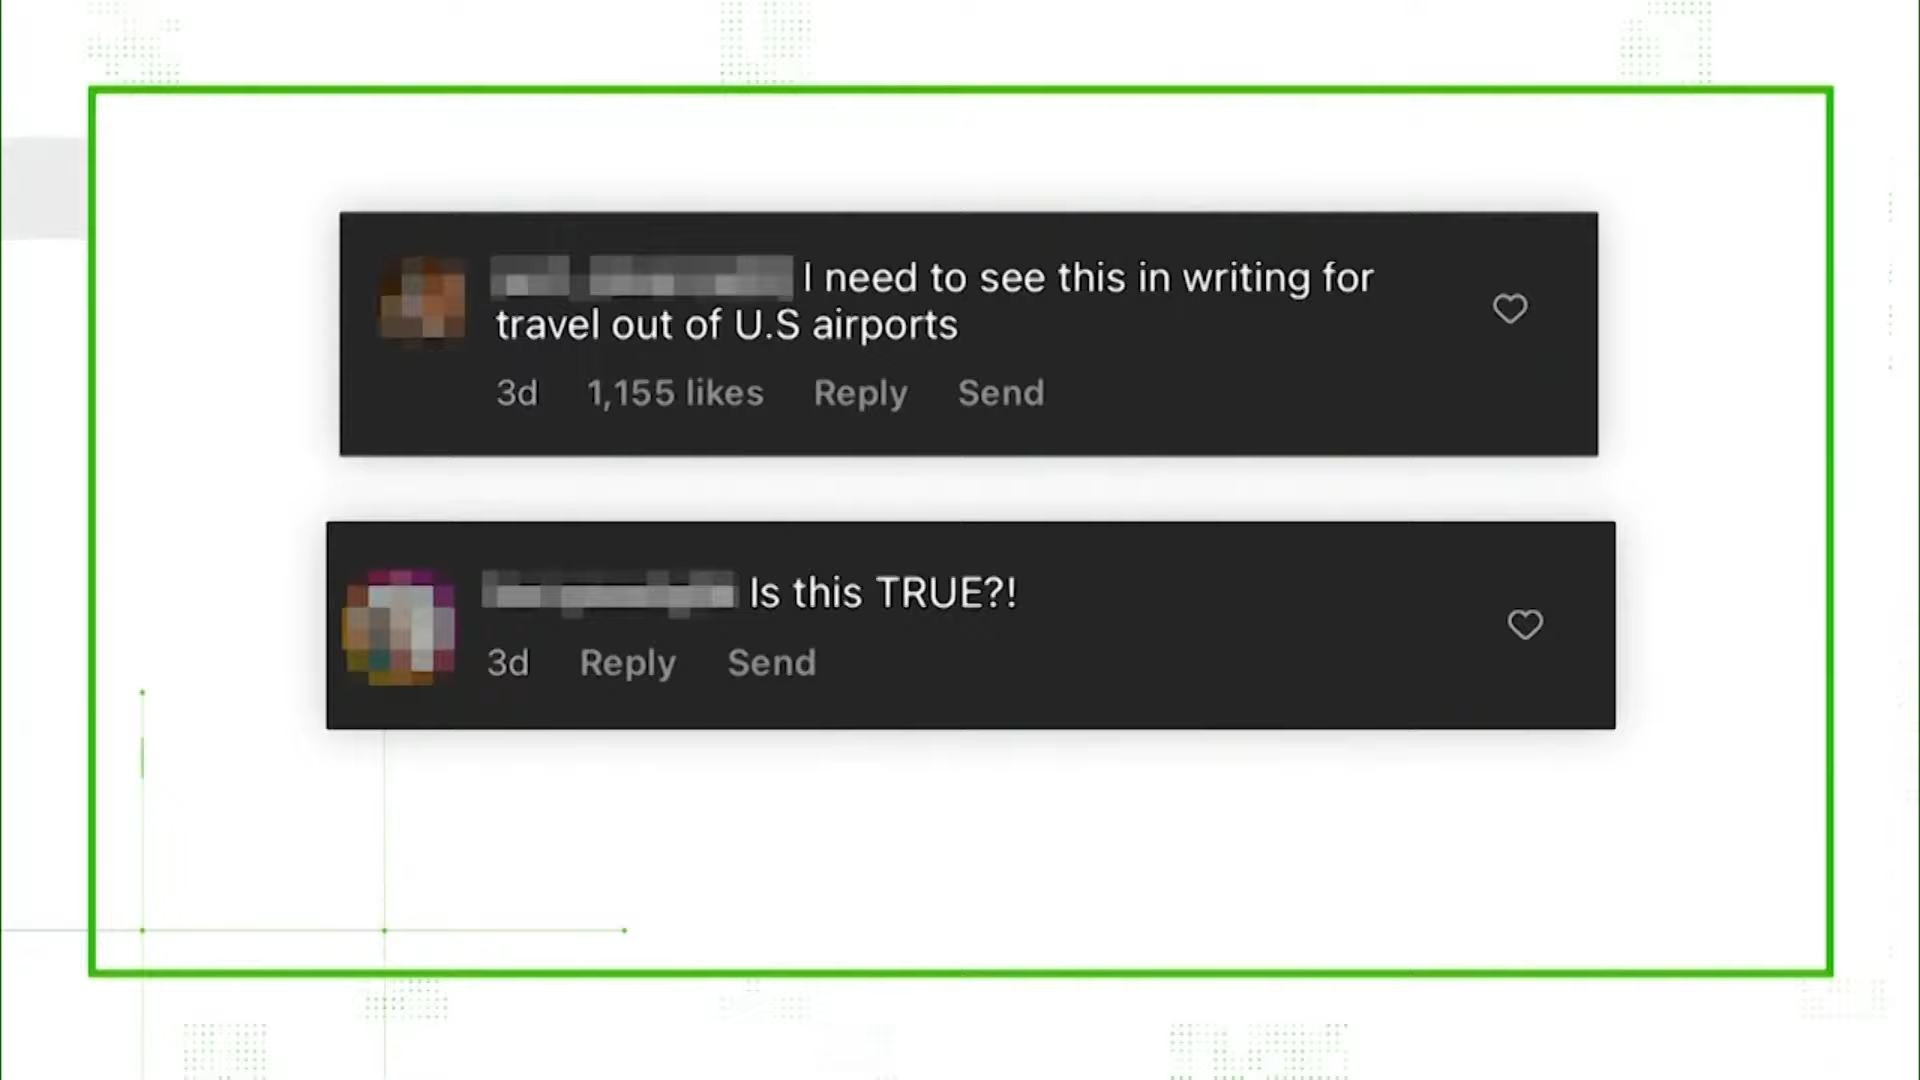 I need to see this in writing for
travel out of U.S airports
3d 1,155 likes Reply Send
Is this TRUE?!
3d Reply Send